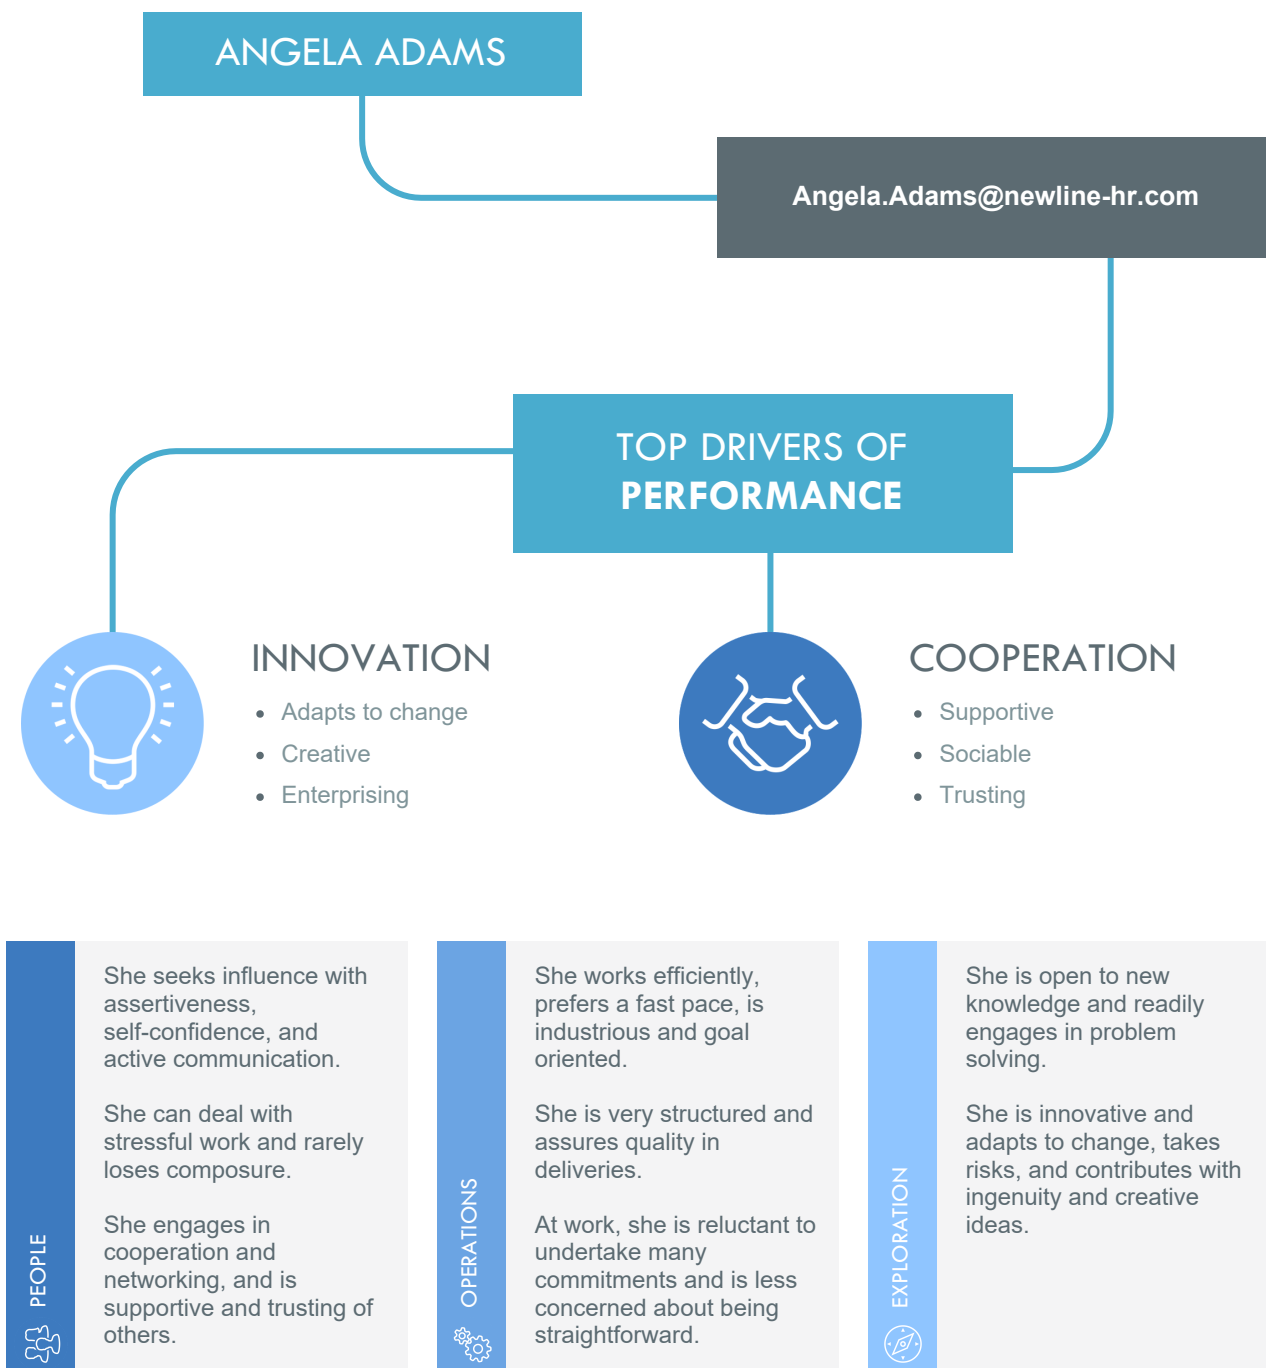 ANGELA ADAMS
Angela.Adams@newline-hr.com
TOP DRIVERS OF
PERFORMANCE
INNOVATION
• Adapts to change
• Creative
• Enterprising
COOPERATION
• Supportive
• Sociable
• Trusting
PEOPLE
She seeks influence with
assertiveness,
self-confidence, and
active communication.
She can deal with
stressful work and rarely
loses composure.
She engages in
cooperation and
networking, and is
supportive and trusting of
others.
OPERATIONS
She works efficiently,
prefers a fast pace, is
industrious and goal
oriented.
She is very structured and
assures quality in
deliveries.
At work, she is reluctant to
undertake many
commitments and is less
concerned about being
straightforward.
EXPLORATION
She is open to new
knowledge and readily
engages in problem
solving.
She is innovative and
adapts to change, takes
risks, and contributes with
ingenuity and creative
ideas.